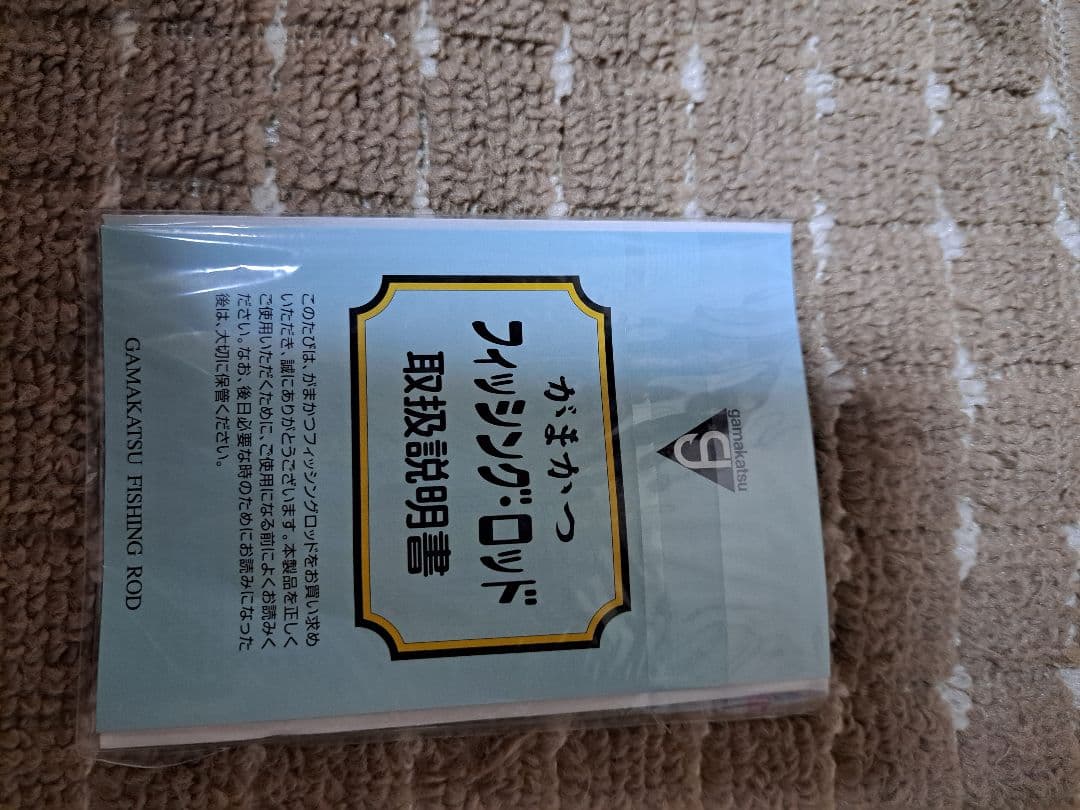 gamakatsu
g
がまかつ
フィッシング・ロッド
取扱説明書
このたびは、がまかつフィッシングロッドをお買い求め
いただき、誠にありがとうございます。本製品を正しく
ご使用いただくために、ご使用になる前によくお読みく
ださい。なお、後日必要な時のためにお読みになった
後は、大切に保管ください。
GAMAKATSU FISHING ROD